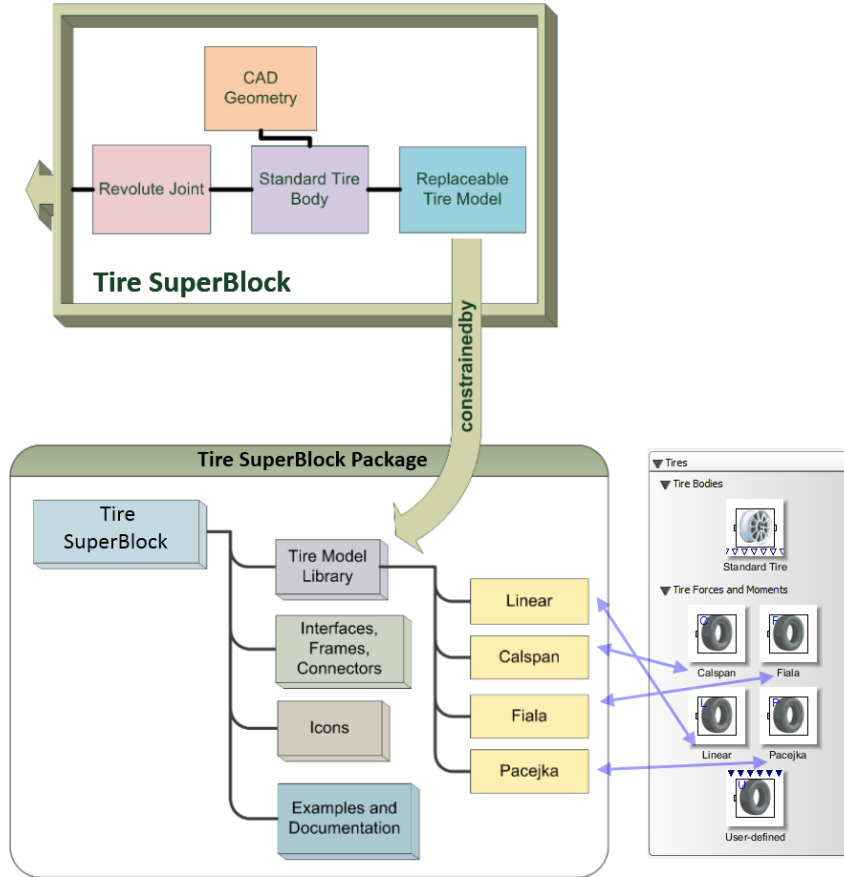 CAD
Geometry
Revolute Joint
Standard Tire
Body
Replaceable
Tire Model
Tire SuperBlock
constrainedby
Tire SuperBlock Package
Tire
SuperBlock
Tire Model
Library
Interfaces,
Frames,
Connectors
Icons
Examples and
Documentation
Linear
Calspan
Fiala
Pacejka
Tires
Tire Bodies
Standard Tire
Tire Forces and Moments
C
F
Calspan
Fiala
L
P
Linear
Pacejka
U
User-defined